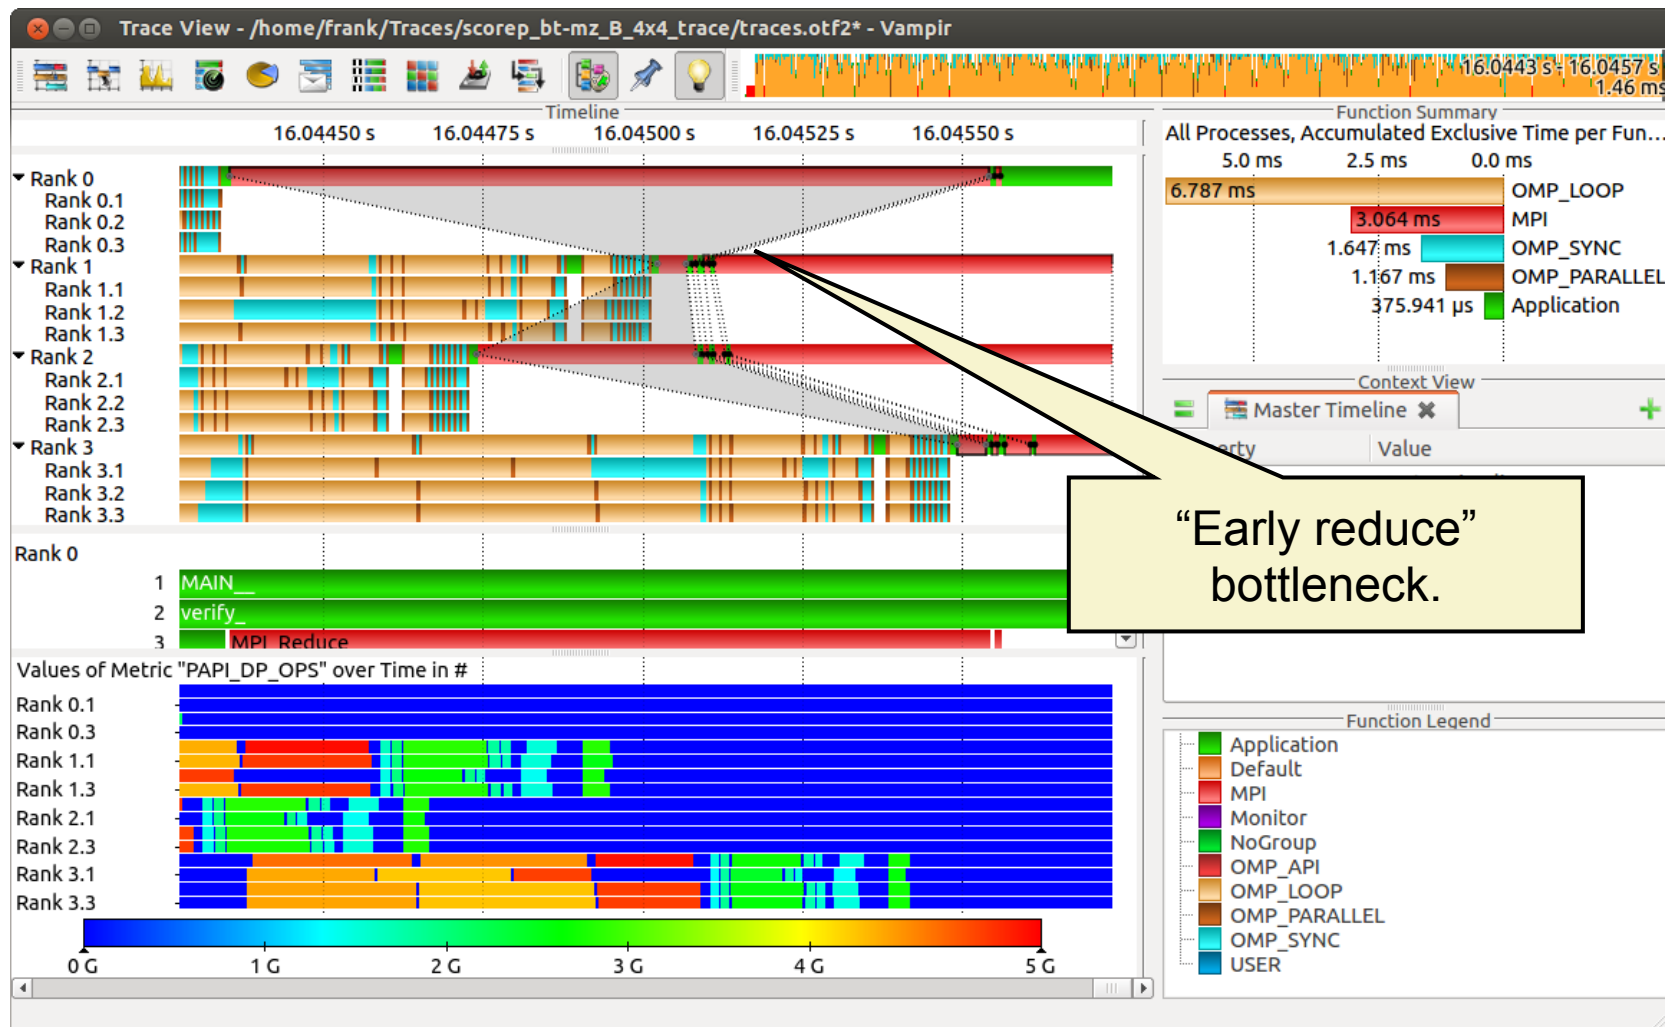 Trace View - /home/frank/Traces/scorep_bt-mz_B_4x4_trace/traces.otf2* - Vampir
16.0443 s - 16.0457 s
1.46 ms
Timeline
16.04450 s 16.04475 s 16.04500 s 16.04525 s 16.04550 s
Rank 0
Rank 0.1
Rank 0.2
Rank 0.3
Rank 1
Rank 1.1
Rank 1.2
Rank 1.3
Rank 2
Rank 2.1
Rank 2.2
Rank 2.3
Rank 3
Rank 3.1
Rank 3.2
Rank 3.3
Rank 0
1 MAIN__
2 verify_
3 MPI_Reduce
Values of Metric "PAPI_DP_OPS" over Time in #
Rank 0.1
Rank 0.3
Rank 1.1
Rank 1.3
Rank 2.1
Rank 2.3
Rank 3.1
Rank 3.3
0 G 1 G 2 G 3 G 4 G 5 G
Function Summary
All Processes, Accumulated Exclusive Time per Fun...
5.0 ms 2.5 ms 0.0 ms
6.787 ms OMP_LOOP
3.064 ms MPI
1.647 ms OMP_SYNC
1.167 ms OMP_PARALLEL
375.941 µs Application
Context View
Master Timeline
Value
“Early reduce”
bottleneck.
Function Legend
Application
Default
MPI
Monitor
NoGroup
OMP_API
OMP_LOOP
OMP_PARALLEL
OMP_SYNC
USER